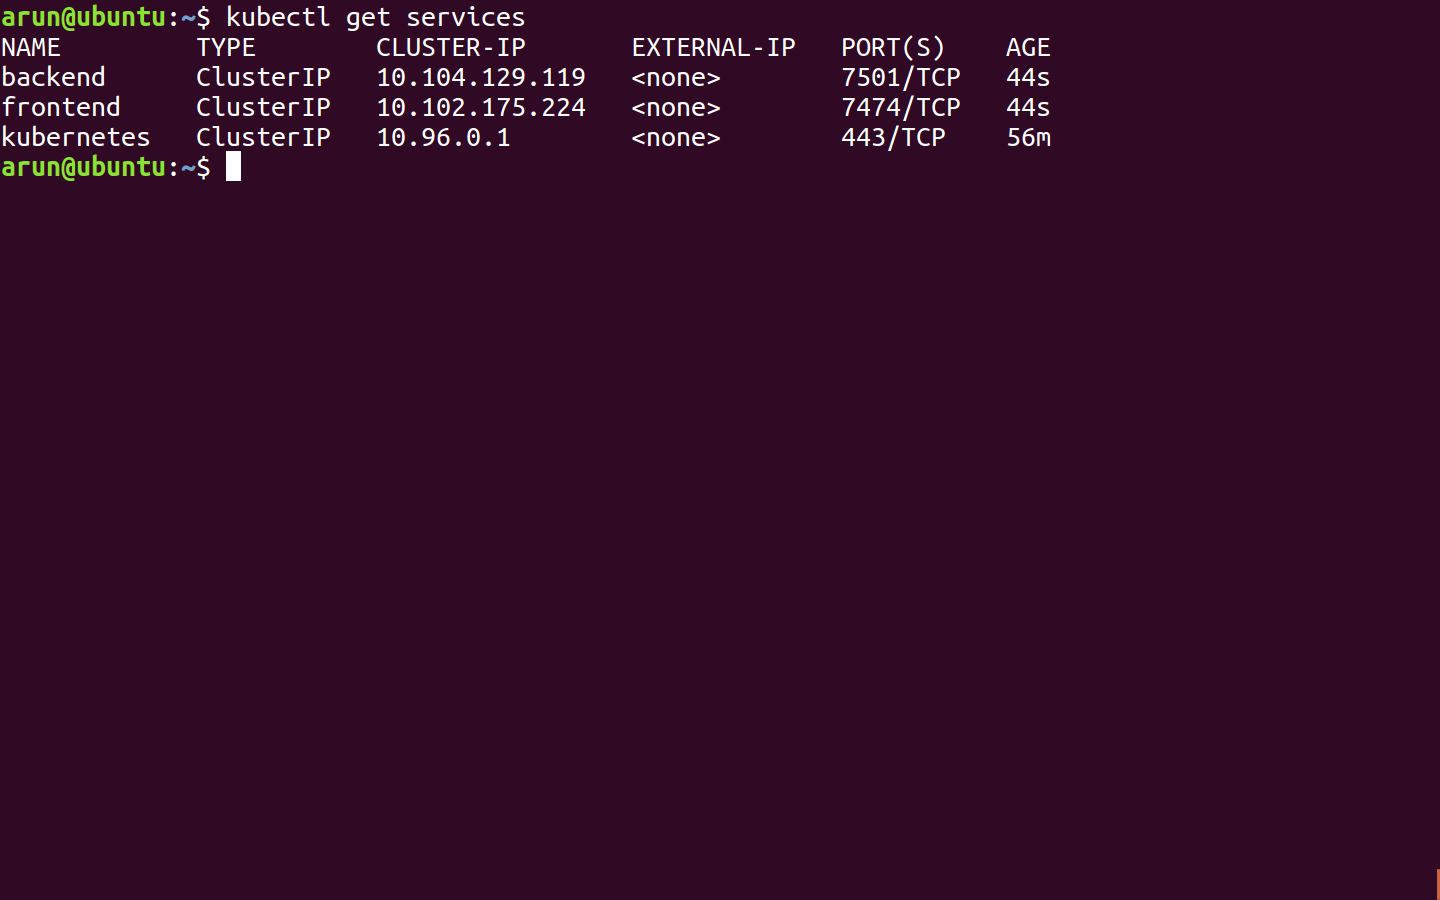 arun@ubuntu:~$ kubectl get services
NAME         TYPE        CLUSTER-IP       EXTERNAL-IP   PORT(S)    AGE
backend      ClusterIP   10.104.129.119   <none>        7501/TCP   44s
frontend     ClusterIP   10.102.175.224   <none>        7474/TCP   44s
kubernetes   ClusterIP   10.96.0.1        <none>        443/TCP    56m
arun@ubuntu:~$